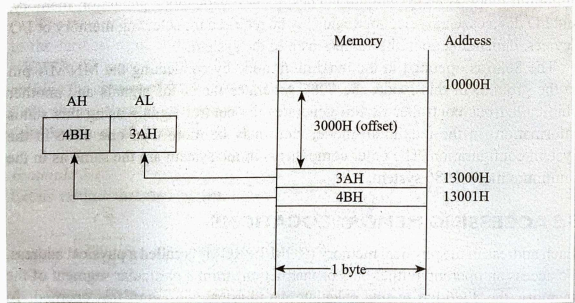 Memory Address
10000H
AH AL
4BH 3AH
3000H (offset)
3AH 13000H
4BH 13001H
1 byte